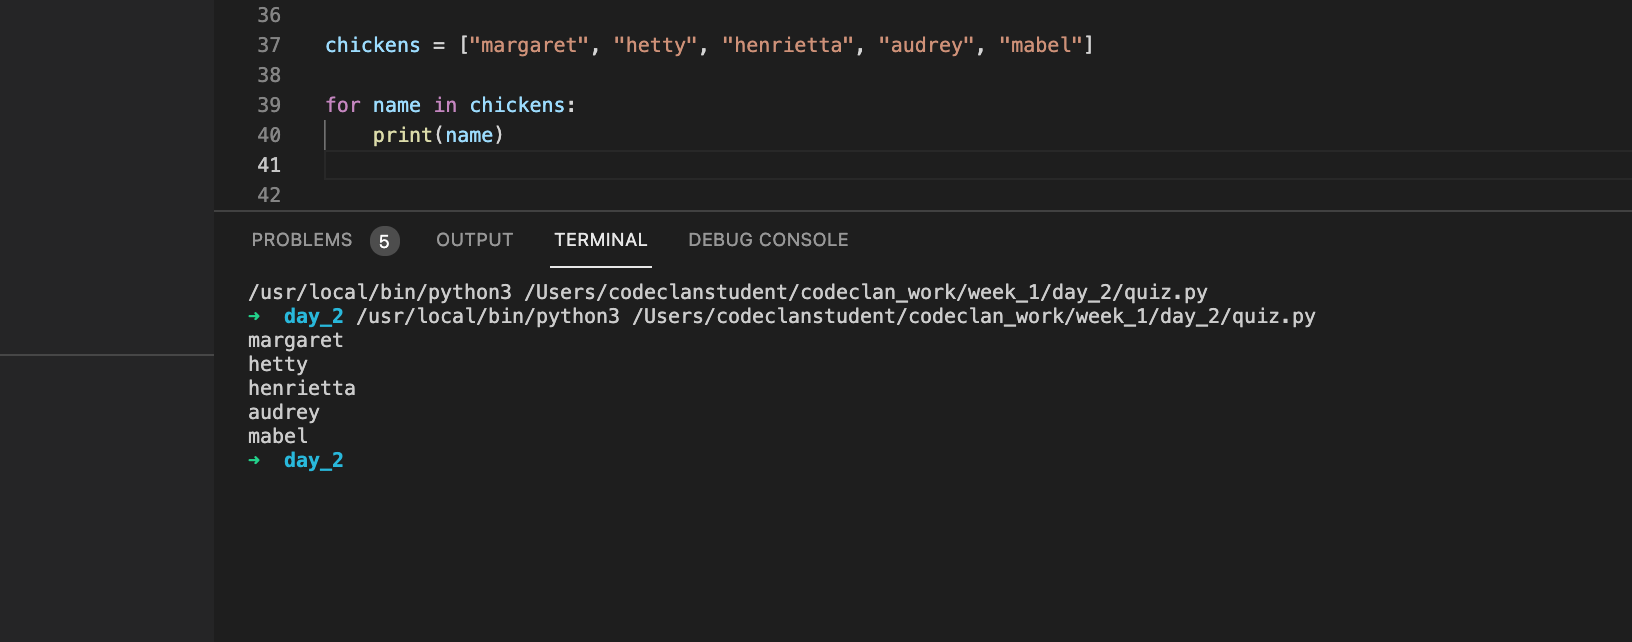 36
37 chickens = ["margaret", "hetty", "henrietta", "audrey", "mabel"]
38
39 for name in chickens:
40 print(name)
41
42
PROBLEMS 5 OUTPUT TERMINAL DEBUG CONSOLE
/usr/local/bin/python3 /Users/codeclanstudent/codeclan_work/week_1/day_2/quiz.py
➜ day_2 /usr/local/bin/python3 /Users/codeclanstudent/codeclan_work/week_1/day_2/quiz.py
margaret
hetty
henrietta
audrey
mabel
➜ day_2